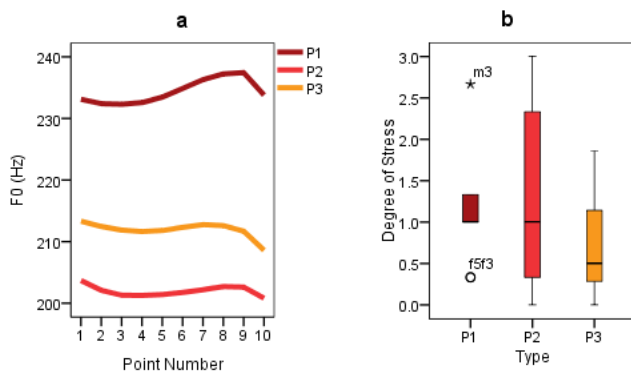 a
240
230
220
210
200
F0 (Hz)
1 2 3 4 5 6 7 8 9 10
Point Number
P1
P2
P3
b
3.0
2.5
2.0
1.5
1.0
0.5
0.0
Degree of Stress
m3
f5f3
P1 P2 P3
Type